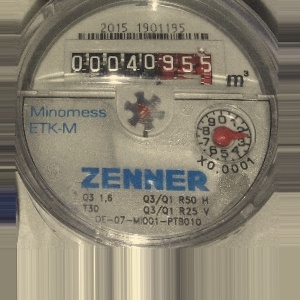 2015 1901195
00040955
m³
Minomess
ETK-M
X0.0001
ZENNER
Q3 1,6 Q3/Q1 R50 H
T30 Q3/Q1 R25 V
DE-07-MI001-PTB010